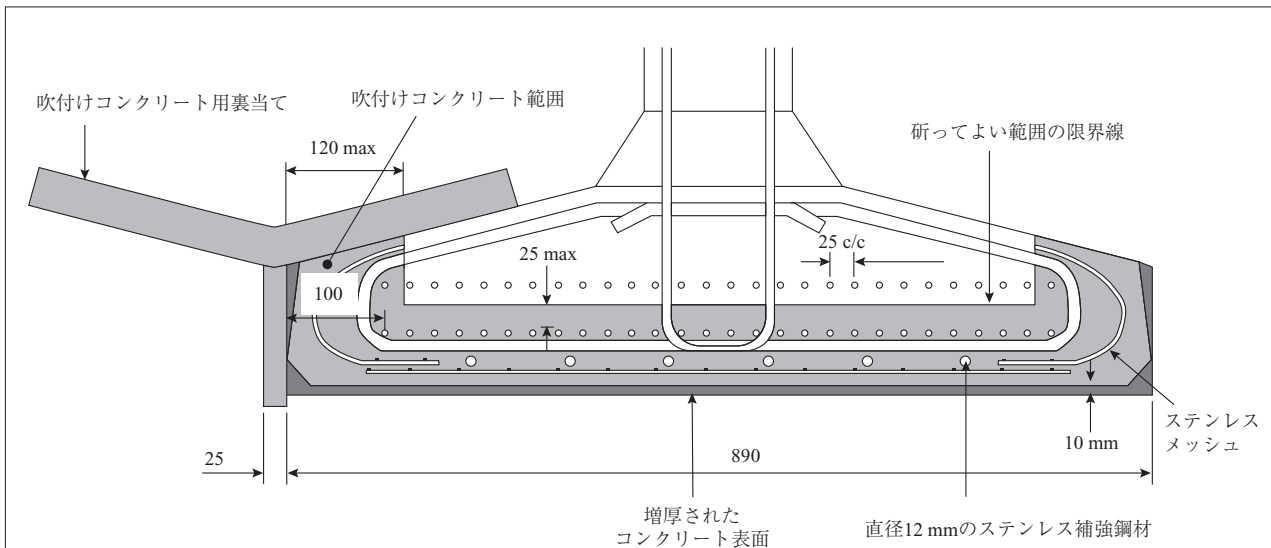 吹付けコンクリート用裏当て
吹付けコンクリート範囲
斫ってよい範囲の限界線
120 max
25 c/c
25 max
100
ステンレス
メッシュ
10 mm
25
890
増厚された
コンクリート表面
直径12 mmのステンレス補強鋼材